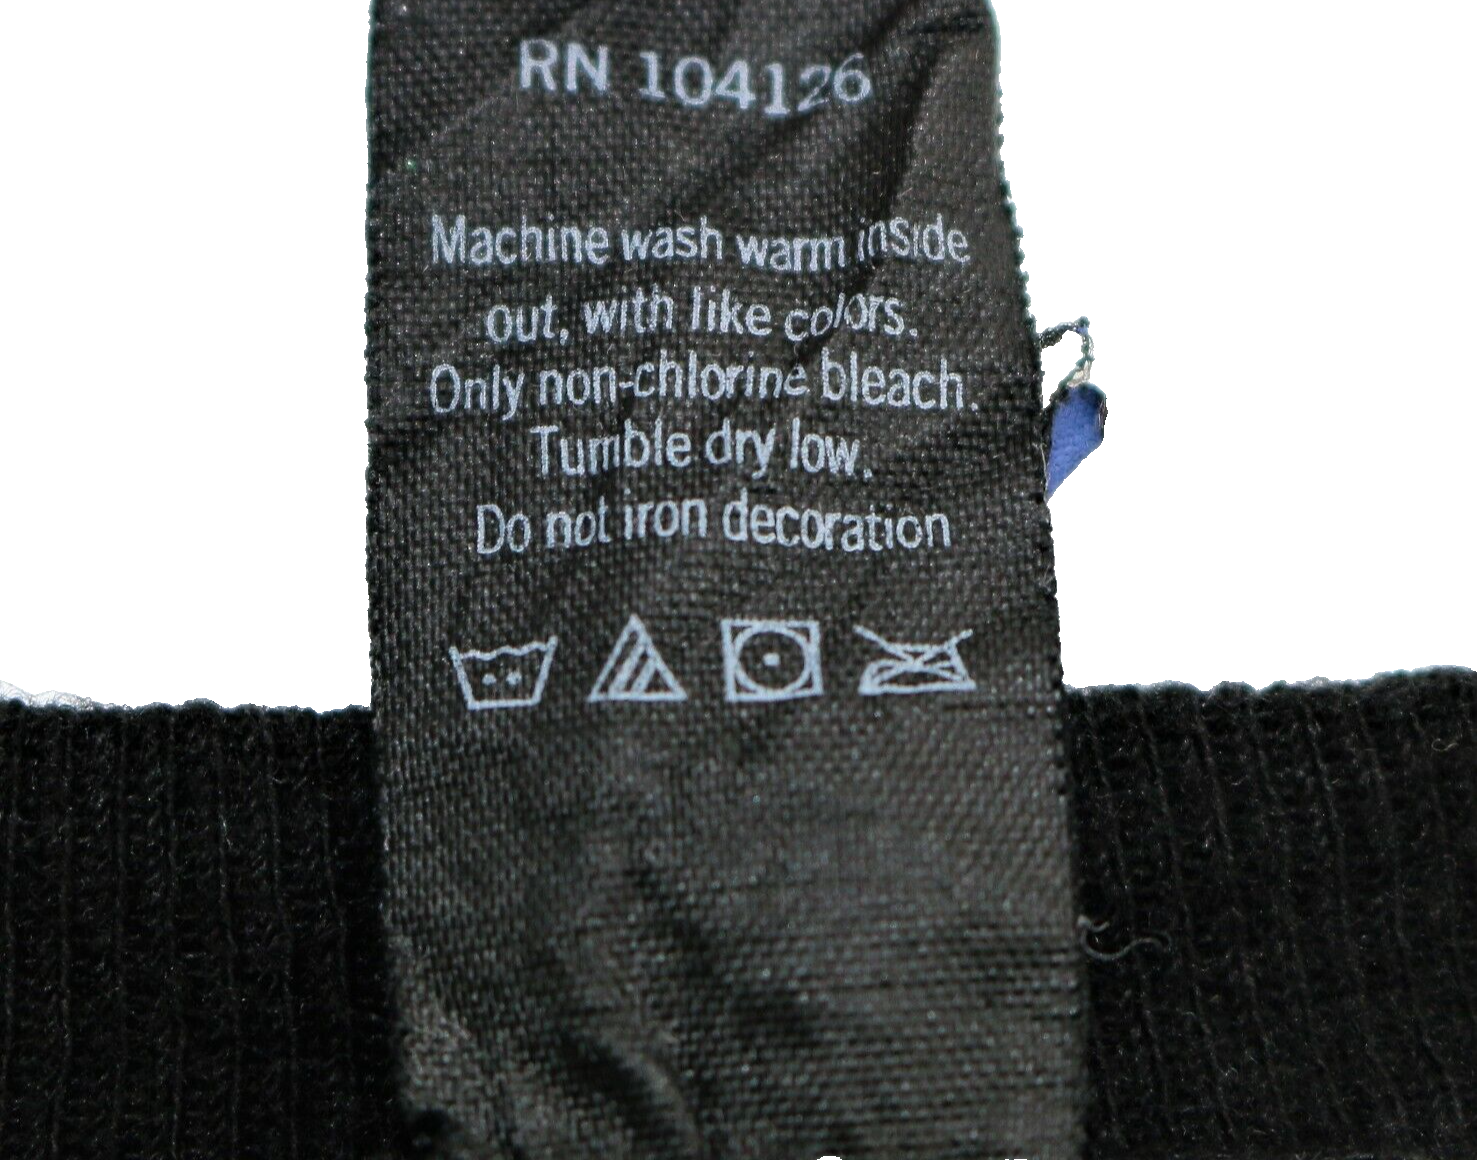 RN 104126
Machine wash warm inside
out, with like colors.
Only non-chlorine bleach.
Tumble dry low.
Do not iron decoration